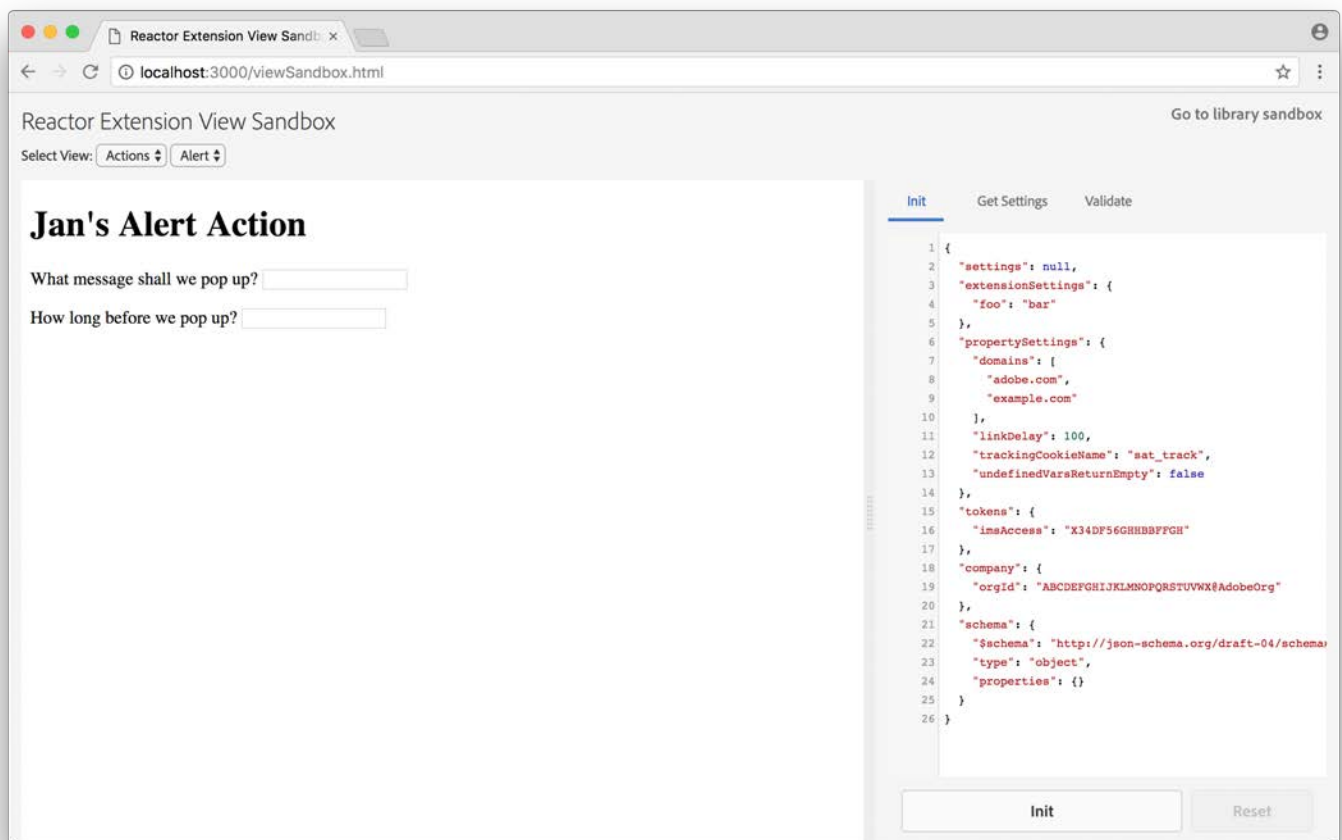 Reactor Extension View Sandb
localhost:3000/viewSandbox.html
Reactor Extension View Sandbox
Go to library sandbox
Select View: Actions Alert
Jan's Alert Action
What message shall we pop up?
How long before we pop up?
Init Get Settings Validate
1 {
2 "settings": null,
3 "extensionSettings": {
4 "foo": "bar"
5 },
6 "propertySettings": {
7 "domains": [
8 "adobe.com",
9 "example.com"
10 ],
11 "linkDelay": 100,
12 "trackingCookieName": "sat_track",
13 "undefinedVarsReturnEmpty": false
14 },
15 "tokens": {
16 "imsAccess": "X34DF56GHHBBFFGH"
17 },
18 "company": {
19 "orgId": "ABCDEFGHIJKLMNOPQRSTUVWX@AdobeOrg"
20 },
21 "schema": {
22 "$schema": "http://json-schema.org/draft-04/schema
23 "type": "object",
24 "properties": {}
25 }
26 }
Init Reset